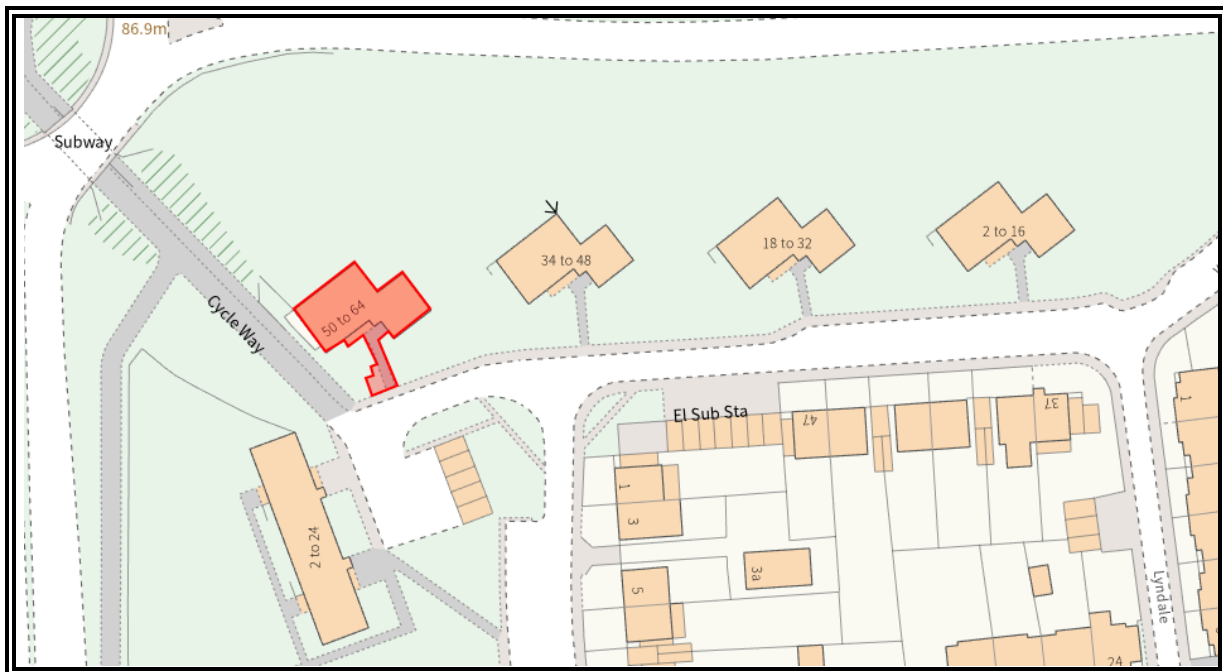 86.9m
Subway
2 to 16
18 to 32
34 to 48
50 to 64
Cycle Way
El Sub Sta
47
37
1
1
3
2 to 24
3a
5
Lyndale
24